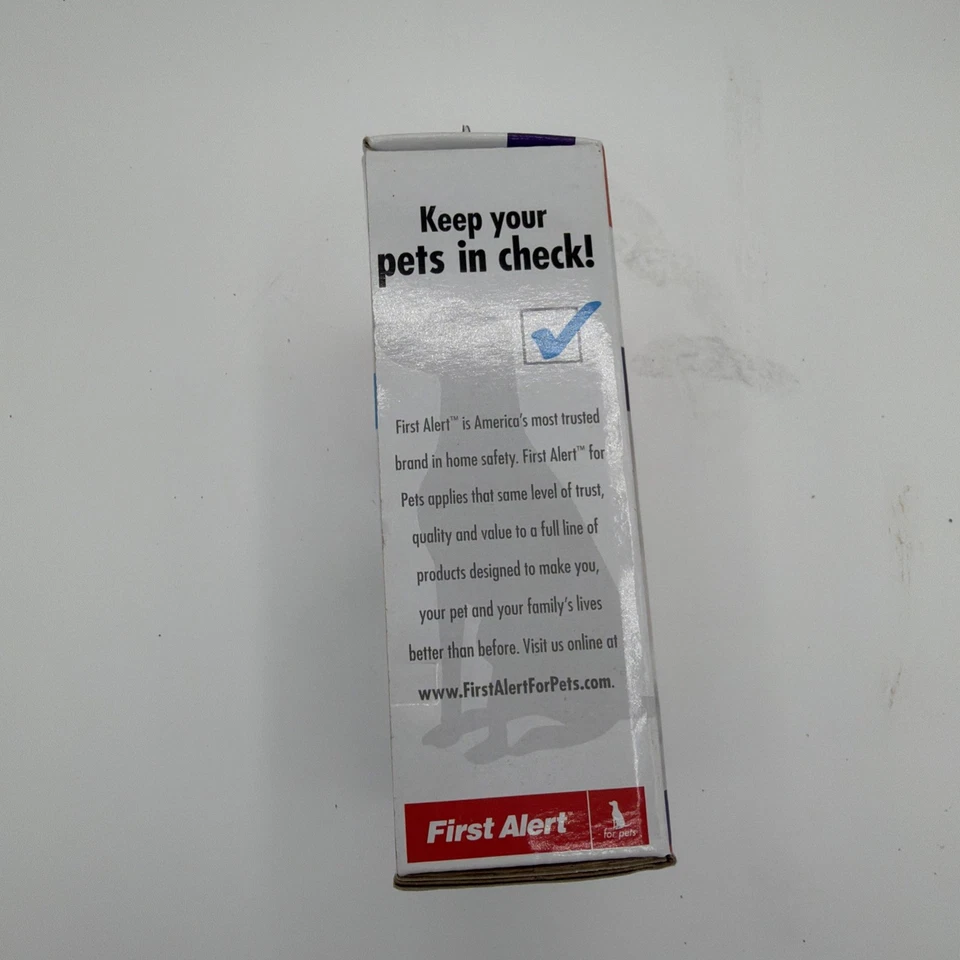 Keep your
pets in check!
First Alert™ is America's most trusted
brand in home safety. First Alert™ for
Pets applies that same level of trust,
quality and value to a full line of
products designed to make you,
your pet and your family's lives
better than before. Visit us online at
www.FirstAlertForPets.com.
First Alert™
for pets